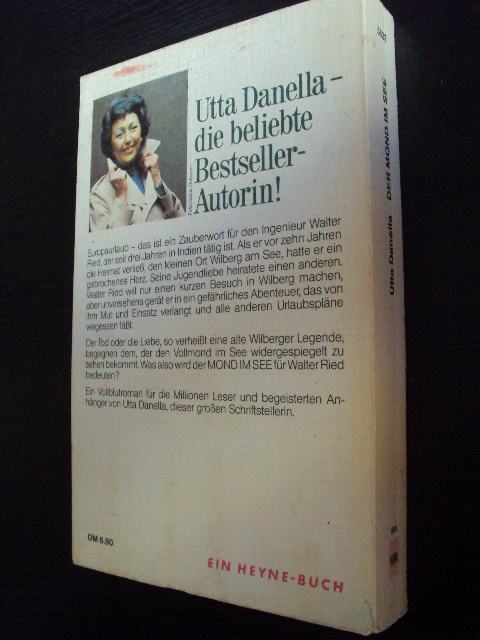 Utta Danella –
die beliebte
Bestseller-
Autorin!
Europaurlaub – das ist ein Zauberwort für den Ingenieur Walter
Ried, der seit drei Jahren in Indien tätig ist. Als er vor zehn Jahren
die Heimat verließ, den kleinen Ort Wilberg am See, hatte er ein
gebrochenes Herz. Seine Jugendliebe heiratete einen anderen.
Walter Ried will nur einen kurzen Besuch in Wilberg machen,
aber unversehens gerät er in ein gefährliches Abenteuer, das von
ihm Mut und Einsatz verlangt und alle anderen Urlaubspläne
vergessen läßt.
Der Tod oder die Liebe, so verheißt eine alte Wilberger Legende,
begegnen dem, der den Vollmond im See widergespiegelt zu
sehen bekommt. Was also wird der MOND IM SEE für Walter Ried
bedeuten?
Ein Vollblutroman für die Millionen Leser und begeisterten An-
hänger von Utta Danella, dieser großen Schriftstellerin.
DM 6.80
EIN HEYNE-BUCH
Utta Danella DER MOND IM SEE